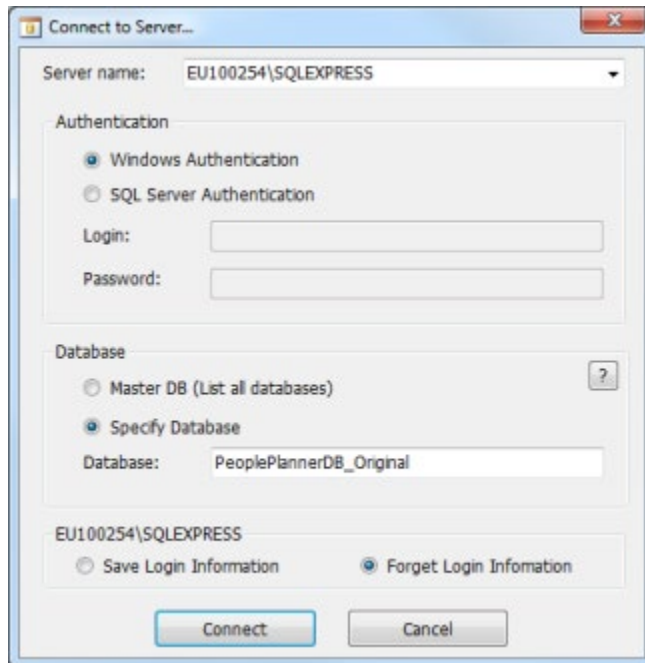 Connect to Server...
Server name: EU100254\SQLEXPRESS
Authentication
Windows Authentication
SQL Server Authentication
Login:
Password:
Database
?
Master DB (List all databases)
Specify Database
Database: PeoplePlannerDB_Original
EU100254\SQLEXPRESS
Save Login Information Forget Login Infomation
Connect Cancel